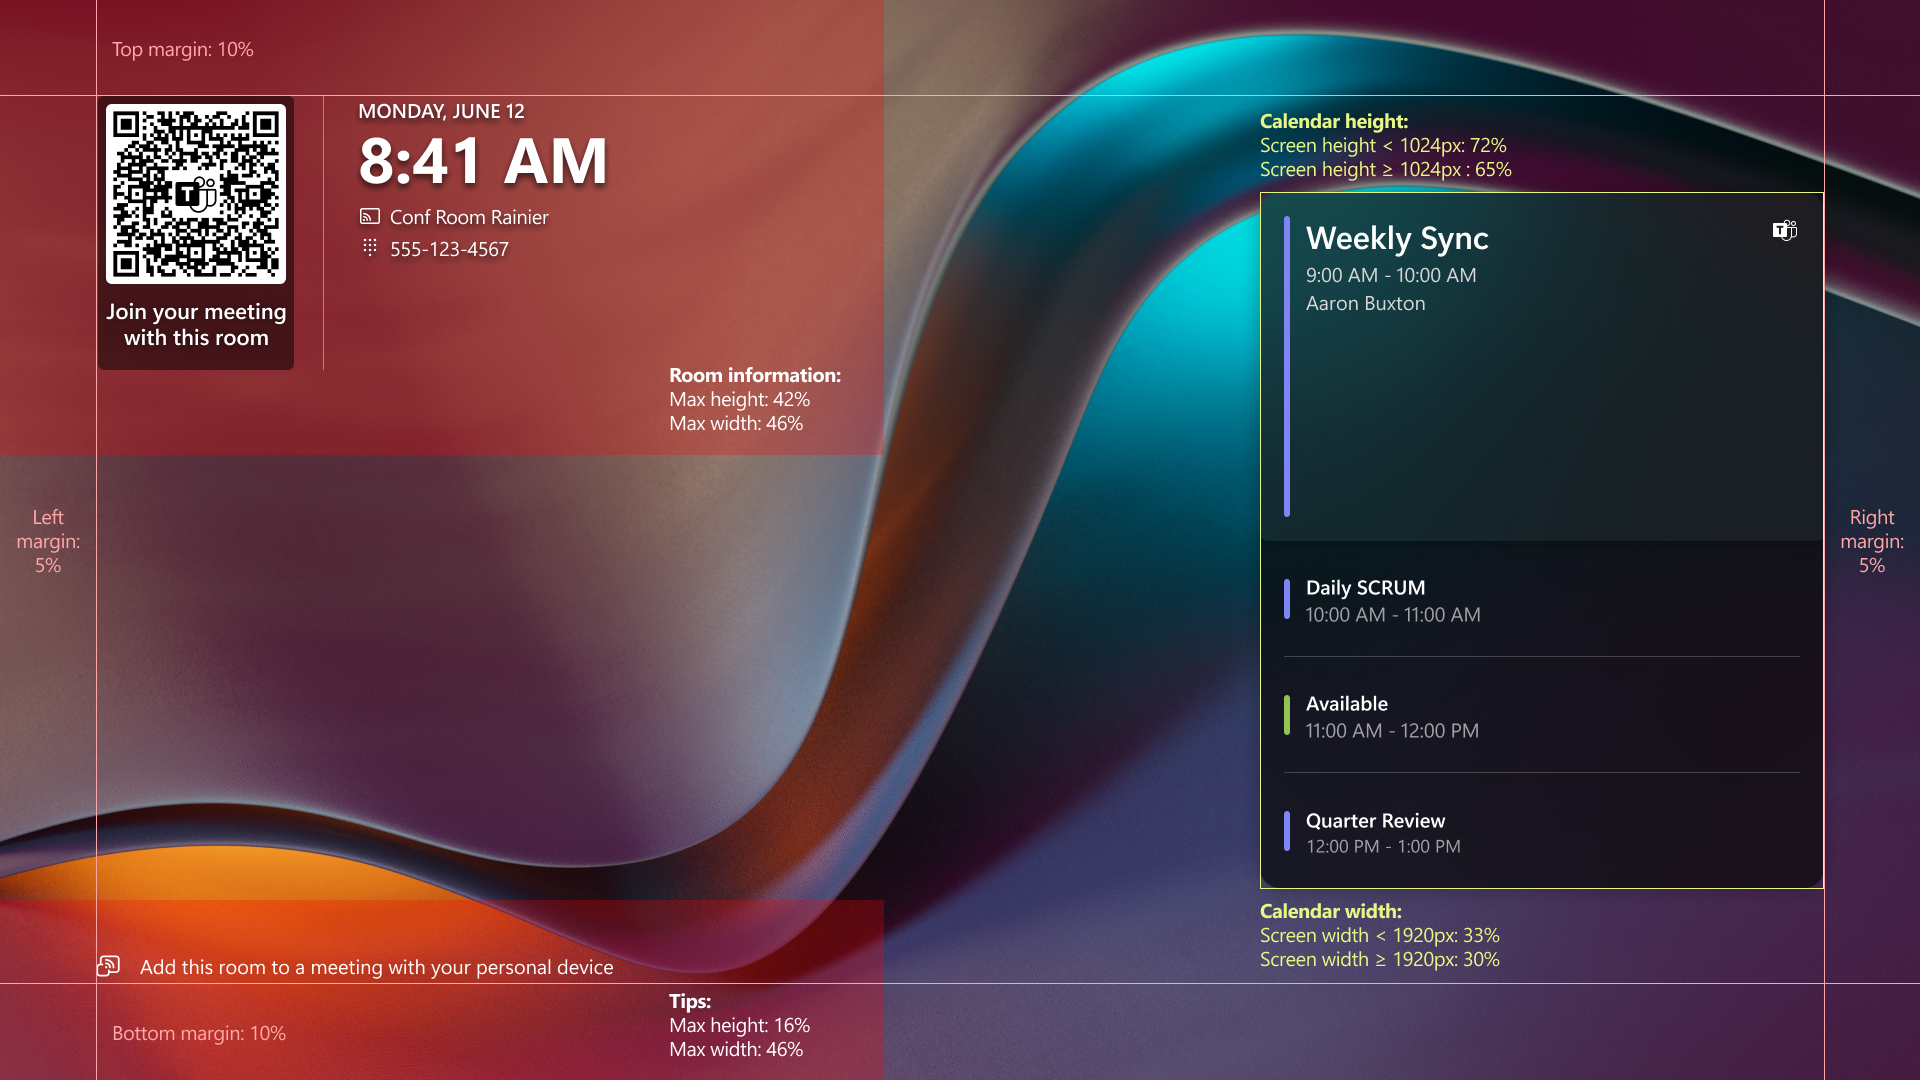 Top margin: 10%
MONDAY, JUNE 12
8:41 AM
Conf Room Rainier
555-123-4567
Join your meeting
with this room
Room information:
Max height: 42%
Max width: 46%
Left
margin:
5%
Calendar height:
Screen height < 1024px: 72%
Screen height ≥ 1024px : 65%
Weekly Sync
9:00 AM - 10:00 AM
Aaron Buxton
T
Daily SCRUM
10:00 AM - 11:00 AM
Available
11:00 AM - 12:00 PM
Quarter Review
12:00 PM - 1:00 PM
Right
margin:
5%
Calendar width:
Screen width < 1920px: 33%
Screen width ≥ 1920px: 30%
Add this room to a meeting with your personal device
Tips:
Max height: 16%
Max width: 46%
Bottom margin: 10%